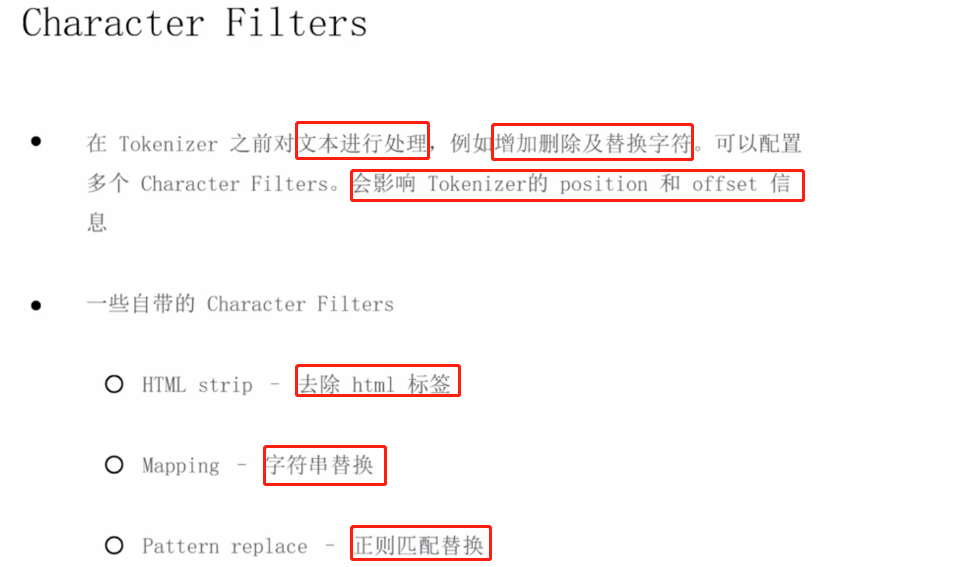 Character Filters
在 Tokenizer 之前对文本进行处理，例如增加删除及替换字符。可以配置
多个 Character Filters。会影响 Tokenizer的 position 和 offset 信
息
一些自带的 Character Filters
HTML strip - 去除 html 标签
Mapping - 字符串替换
Pattern replace - 正则匹配替换